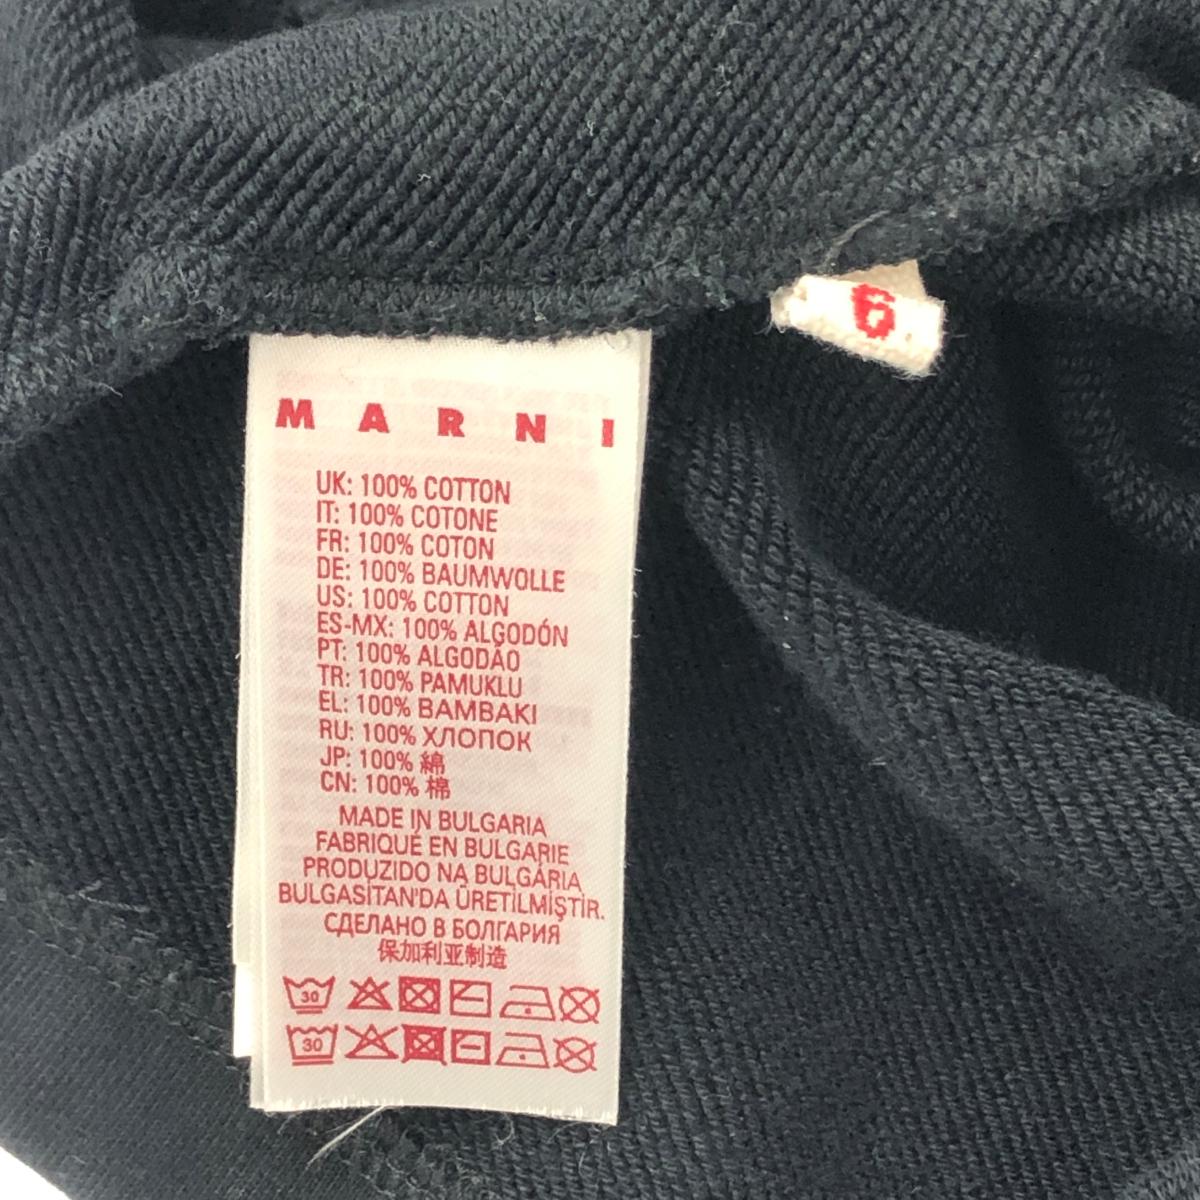 6
MARNI
UK: 100% COTTON
IT: 100% COTONE
FR: 100% COTON
DE: 100% BAUMWOLLE
US: 100% COTTON
ES-MX: 100% ALGODÓN
PT: 100% ALGODÃO
TR: 100% PAMUKLU
EL: 100% BAMBAKI
RU: 100% ХЛОПОК
JP: 100% 綿
CN: 100% 棉
MADE IN BULGARIA
FABRIQUÉ EN BULGARIE
PRODUZIDO NA BULGÁRIA
BULGASİTAN'DA ÜRETİLMİŞTİR.
СДЕЛАНО В БОЛГАРИЯ
保加利亚制造
30
30